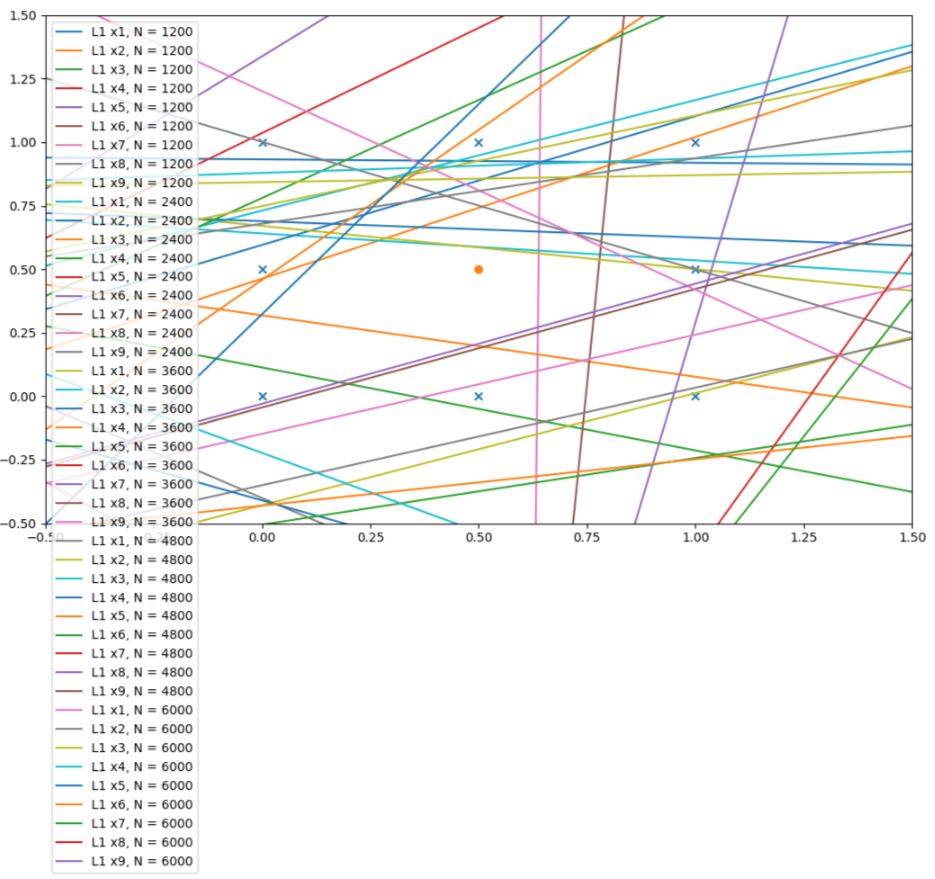 1.50
1.25
1.00
0.75
0.50
0.25
0.00
−0.25
−0.50
0.00
0.25
0.50
0.75
1.00
1.25
1.50
L1 x1, N = 1200
L1 x2, N = 1200
L1 x3, N = 1200
L1 x4, N = 1200
L1 x5, N = 1200
L1 x6, N = 1200
L1 x7, N = 1200
L1 x8, N = 1200
L1 x9, N = 1200
L1 x1, N = 2400
L1 x2, N = 2400
L1 x3, N = 2400
L1 x4, N = 2400
L1 x5, N = 2400
L1 x6, N = 2400
L1 x7, N = 2400
L1 x8, N = 2400
L1 x9, N = 2400
L1 x1, N = 3600
L1 x2, N = 3600
L1 x3, N = 3600
L1 x4, N = 3600
L1 x5, N = 3600
L1 x6, N = 3600
L1 x7, N = 3600
L1 x8, N = 3600
L1 x9, N = 3600
L1 x1, N = 4800
L1 x2, N = 4800
L1 x3, N = 4800
L1 x4, N = 4800
L1 x5, N = 4800
L1 x6, N = 4800
L1 x7, N = 4800
L1 x8, N = 4800
L1 x9, N = 4800
L1 x1, N = 6000
L1 x2, N = 6000
L1 x3, N = 6000
L1 x4, N = 6000
L1 x5, N = 6000
L1 x6, N = 6000
L1 x7, N = 6000
L1 x8, N = 6000
L1 x9, N = 6000